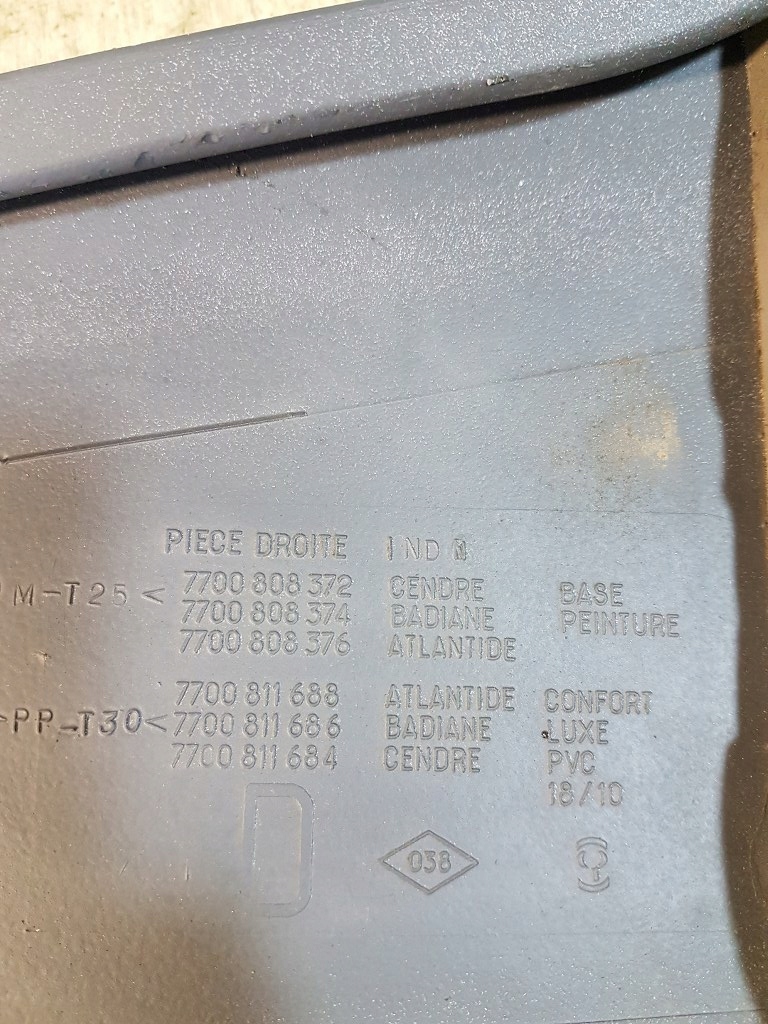 PIECE DROITE IND
M-T25< 7700 808 372 CENDRE BASE
7700 808 374 BADIANE PEINTURE
7700 808 376 ATLANTIDE
7700 811 688 ATLANTIDE CONFORT
>PP-T30< 7700 811 686 BADIANE LUXE
7700 811 684 CENDRE PVC
18/10
D
038